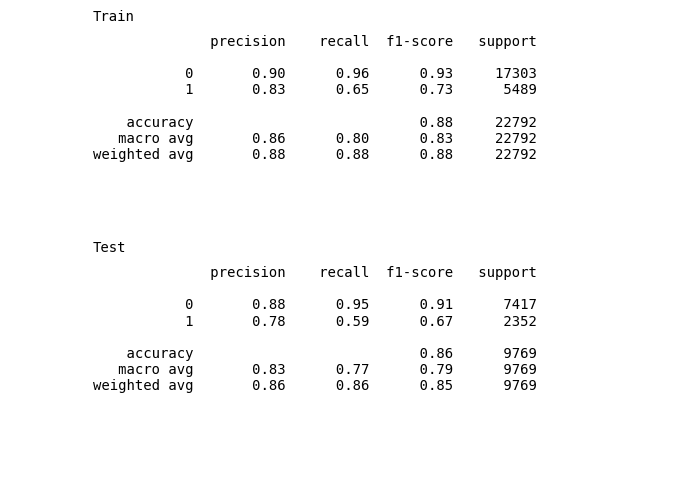 Train
precision recall f1-score support
0 0.90 0.96 0.93 17303
1 0.83 0.65 0.73 5489
accuracy 0.88 22792
macro avg 0.86 0.80 0.83 22792
weighted avg 0.88 0.88 0.88 22792
Test
precision recall f1-score support
0 0.88 0.95 0.91 7417
1 0.78 0.59 0.67 2352
accuracy 0.86 9769
macro avg 0.83 0.77 0.79 9769
weighted avg 0.86 0.86 0.85 9769